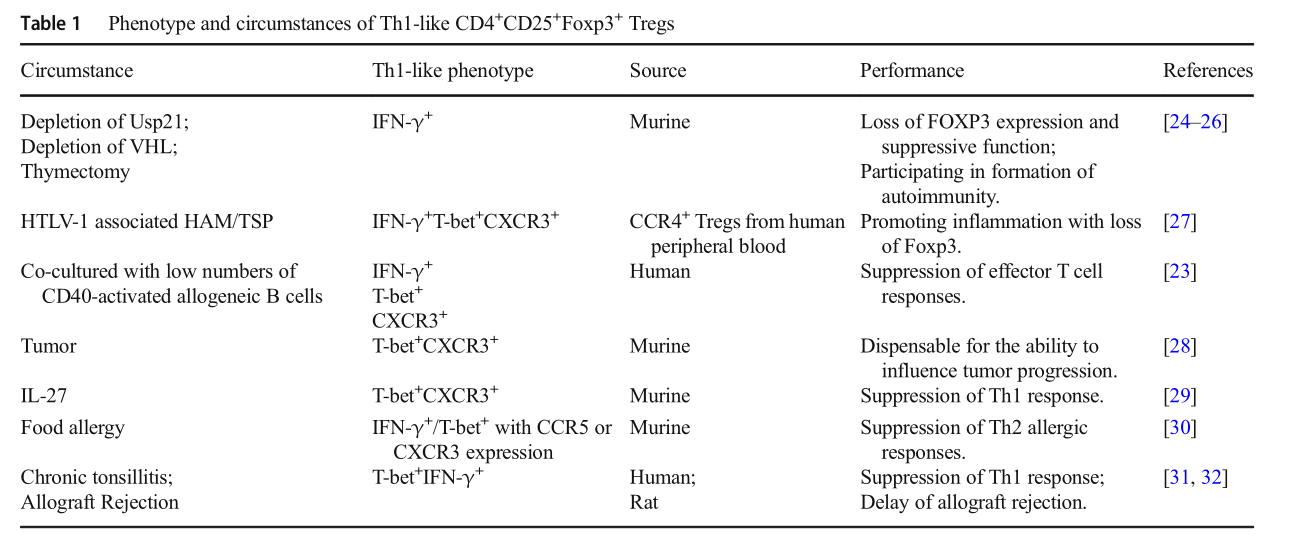 Table 1 Phenotype and circumstances of Th1-like CD4+CD25+Foxp3+ Tregs
Circumstance Th1-like phenotype Source Performance References
Depletion of Usp21; IFN-γ+ Murine Loss of FOXP3 expression and [24–26]
Depletion of VHL; suppressive function;
Thymectomy Participating in formation of
autoimmunity.
HTLV-1 associated HAM/TSP IFN-γ+T-bet+CXCR3+ CCR4+ Tregs from human Promoting inflammation with loss [27]
peripheral blood of Foxp3.
Co-cultured with low numbers of IFN-γ+ Human Suppression of effector T cell [23]
CD40-activated allogeneic B cells T-bet+ responses.
CXCR3+
Tumor T-bet+CXCR3+ Murine Dispensable for the ability to [28]
influence tumor progression.
IL-27 T-bet+CXCR3+ Murine Suppression of Th1 response. [29]
Food allergy IFN-γ+/T-bet+ with CCR5 or Murine Suppression of Th2 allergic [30]
CXCR3 expression responses.
Chronic tonsillitis; T-bet+IFN-γ+ Human; Suppression of Th1 response; [31, 32]
Allograft Rejection Rat Delay of allograft rejection.